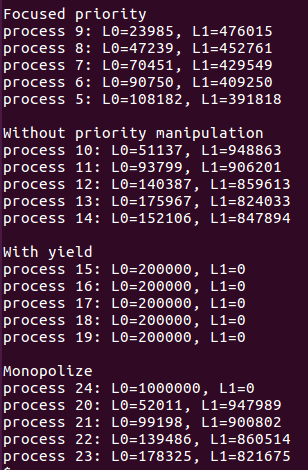 Focused priority
process 9: L0=23985, L1=476015
process 8: L0=47239, L1=452761
process 7: L0=70451, L1=429549
process 6: L0=90750, L1=409250
process 5: L0=108182, L1=391818
Without priority manipulation
process 10: L0=51137, L1=948863
process 11: L0=93799, L1=906201
process 12: L0=140387, L1=859613
process 13: L0=175967, L1=824033
process 14: L0=152106, L1=847894
With yield
process 15: L0=200000, L1=0
process 16: L0=200000, L1=0
process 17: L0=200000, L1=0
process 18: L0=200000, L1=0
process 19: L0=200000, L1=0
Monopolize
process 24: L0=1000000, L1=0
process 20: L0=52011, L1=947989
process 21: L0=99198, L1=900802
process 22: L0=139486, L1=860514
process 23: L0=178325, L1=821675